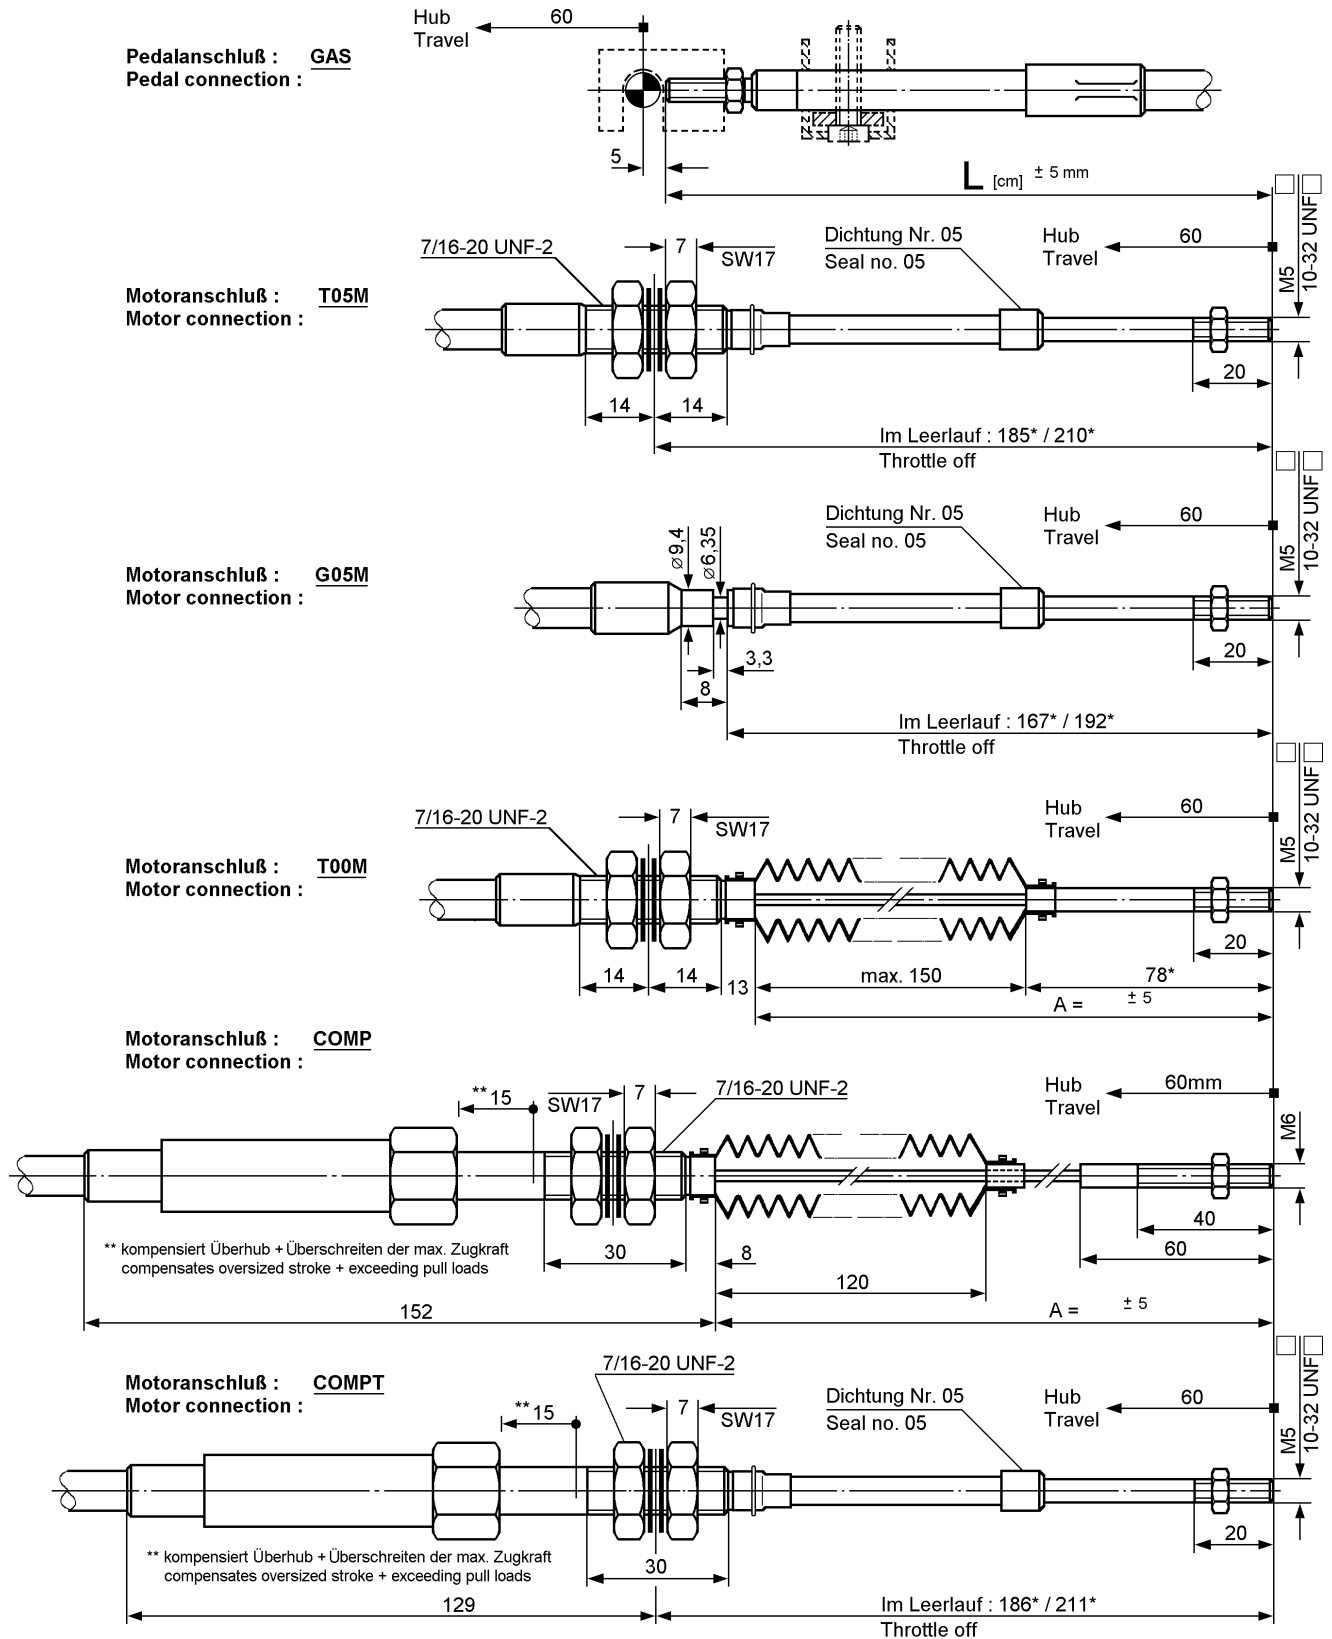 Hub
Travel
60
Pedalanschluß : GAS
Pedal connection :
5
L [cm] ± 5 mm
7/16-20 UNF-2
7
SW17
Dichtung Nr. 05
Seal no. 05
Hub
Travel
60
M5
10-32 UNF
Motoranschluß : T05M
Motor connection :
14
14
20
Im Leerlauf : 185* / 210*
Throttle off
Dichtung Nr. 05
Seal no. 05
Hub
Travel
60
M5
10-32 UNF
Motoranschluß : G05M
Motor connection :
⌀9,4
⌀6,35
3,3
8
20
Im Leerlauf : 167* / 192*
Throttle off
7/16-20 UNF-2
7
SW17
Hub
Travel
60
M5
10-32 UNF
Motoranschluß : T00M
Motor connection :
14
14
13
max. 150
78*
20
A = ± 5
Motoranschluß : COMP
Motor connection :
**15
SW17
7
7/16-20 UNF-2
Hub
Travel
60mm
M6
** kompensiert Überhub + Überschreiten der max. Zugkraft
compensates oversized stroke + exceeding pull loads
30
8
40
60
120
152
A = ± 5
Motoranschluß : COMPT
Motor connection :
7/16-20 UNF-2
**15
7
SW17
Dichtung Nr. 05
Seal no. 05
Hub
Travel
60
M5
10-32 UNF
** kompensiert Überhub + Überschreiten der max. Zugkraft
compensates oversized stroke + exceeding pull loads
30
20
129
Im Leerlauf : 186* / 211*
Throttle off